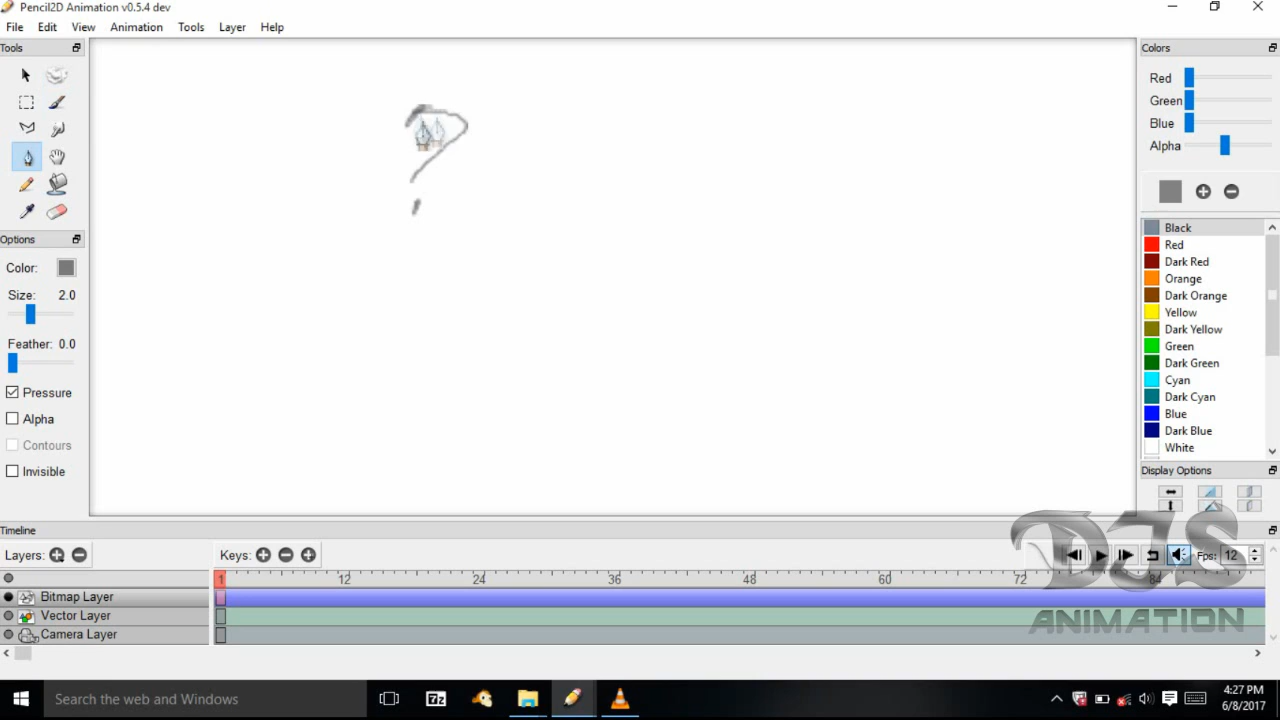 Pencil2D Animation v0.5.4 dev
File Edit View Animation Tools Layer Help
Tools
Colors
Red
Green
Blue
Alpha
Options
Color:
Size: 2.0
Feather: 0.0
Pressure
Alpha
Contours
Invisible
Black
Red
Dark Red
Orange
Dark Orange
Yellow
Dark Yellow
Green
Dark Green
Cyan
Dark Cyan
Blue
Dark Blue
White
Display Options
Timeline
Layers: Keys: Fps: 12
1 12 24 36 48 60 72 84
Bitmap Layer
Vector Layer
Camera Layer
DJS
ANIMATION
Search the web and Windows
7z
4:27 PM
6/8/2017